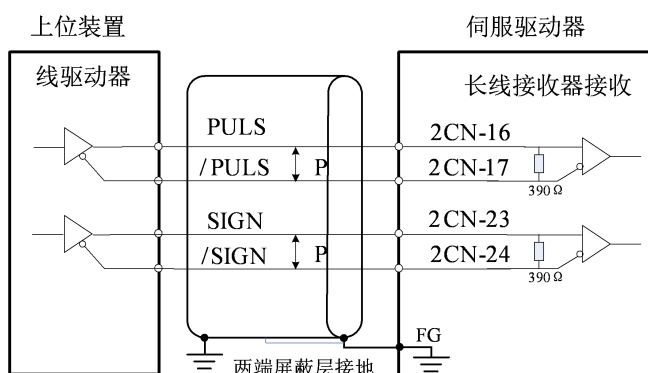 上位装置
伺服驱动器
线驱动器
长线接收器接收
PULS
2CN-16
/PULS
P
2CN-17
390Ω
SIGN
2CN-23
/SIGN
P
2CN-24
390Ω
FG
两端屏蔽层接地